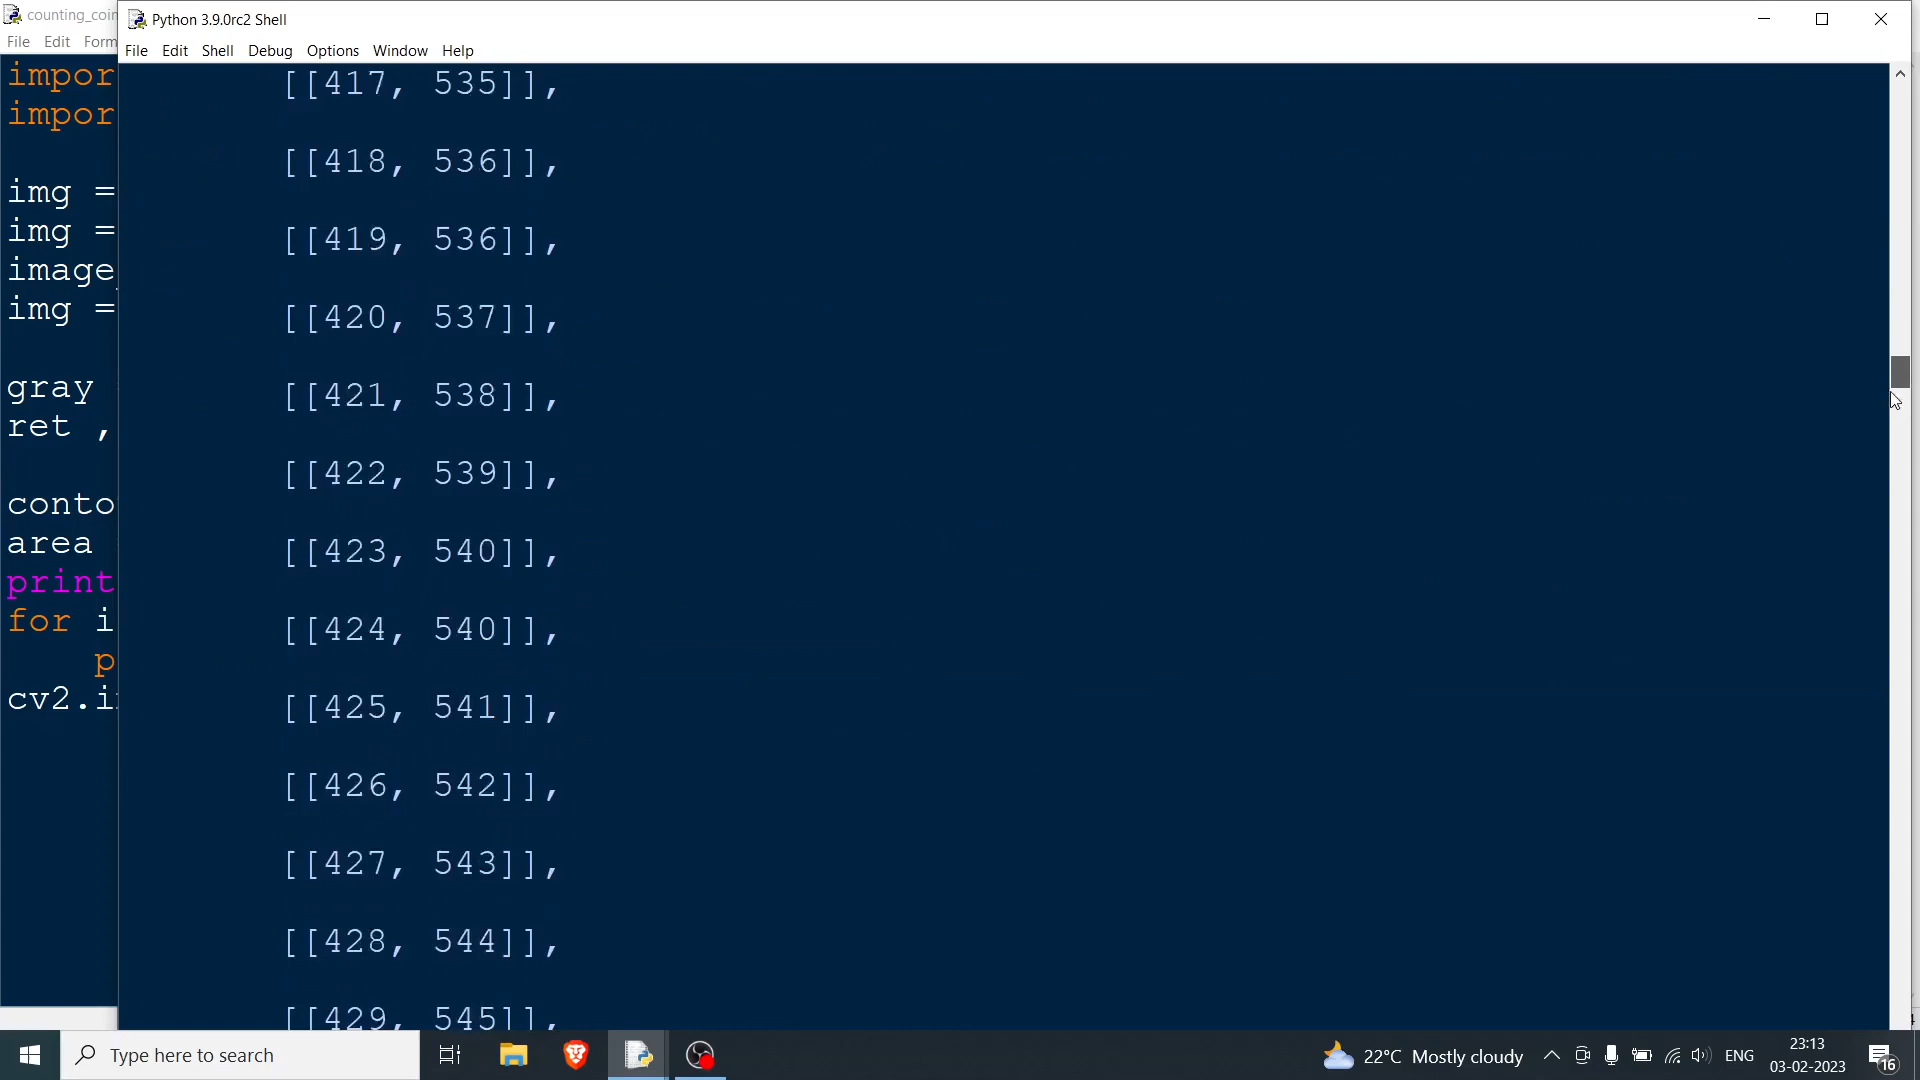 counting_coin
Python 3.9.0rc2 Shell
File Edit Form
File Edit Shell Debug Options Window Help
impor
impor
img =
img =
image_
img =
gray
ret ,
conto
area
print
for i
p
cv2.i
[[417, 535]],
[[418, 536]],
[[419, 536]],
[[420, 537]],
[[421, 538]],
[[422, 539]],
[[423, 540]],
[[424, 540]],
[[425, 541]],
[[426, 542]],
[[427, 543]],
[[428, 544]],
[[429, 545]],
Type here to search
22°C Mostly cloudy
ENG
23:13
03-02-2023
16